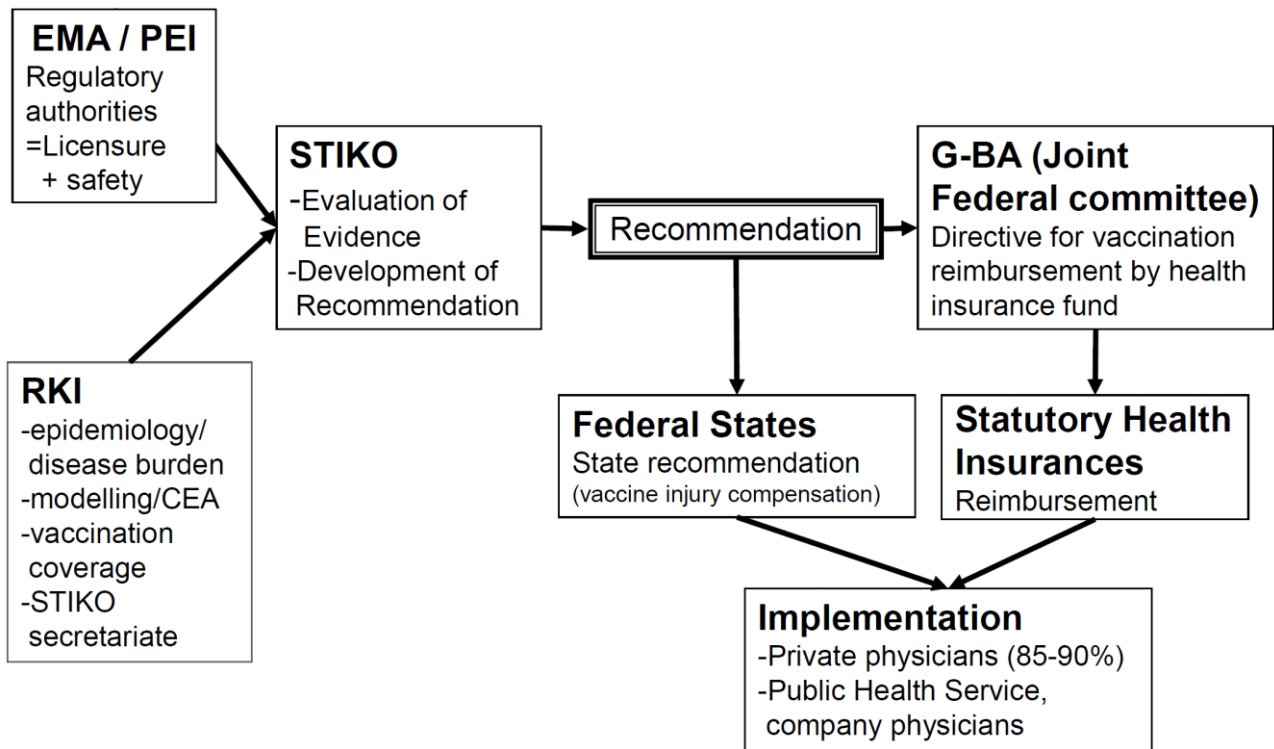 EMA / PEI
Regulatory
authorities
=Licensure
+ safety
RKI
-epidemiology/
disease burden
-modelling/CEA
-vaccination
coverage
-STIKO
secretariate
STIKO
-Evaluation of
Evidence
-Development of
Recommendation
Recommendation
G-BA (Joint
Federal committee)
Directive for vaccination
reimbursement by health
insurance fund
Federal States
State recommendation
(vaccine injury compensation)
Statutory Health
Insurances
Reimbursement
Implementation
-Private physicians (85-90%)
-Public Health Service,
company physicians